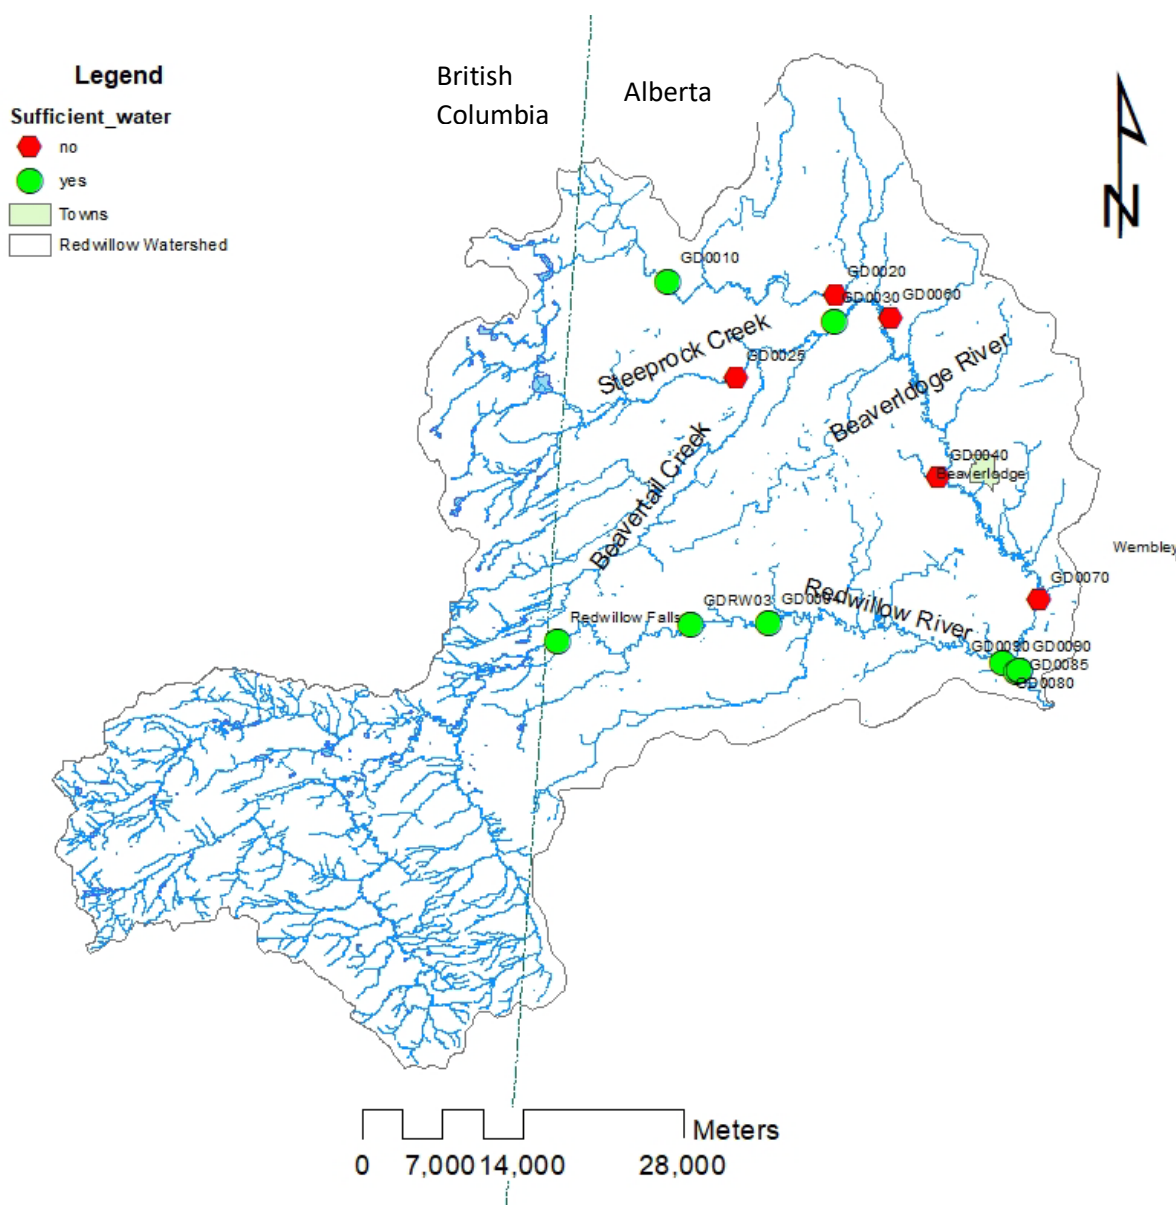 Legend
Sufficient_water
no
yes
Towns
Redwillow Watershed
British
Columbia
Alberta
N
GD0010
GD0020
GD0030
GD0060
Steeprock Creek
GD0025
Beaverldoge River
Beavertail Creek
GD0040
Beaverlodge
Wembley
GD0070
Redwillow Falls
GDRW03
Redwillow River
GD0090
GD0085
GD0080
Meters
0
7,000
14,000
28,000